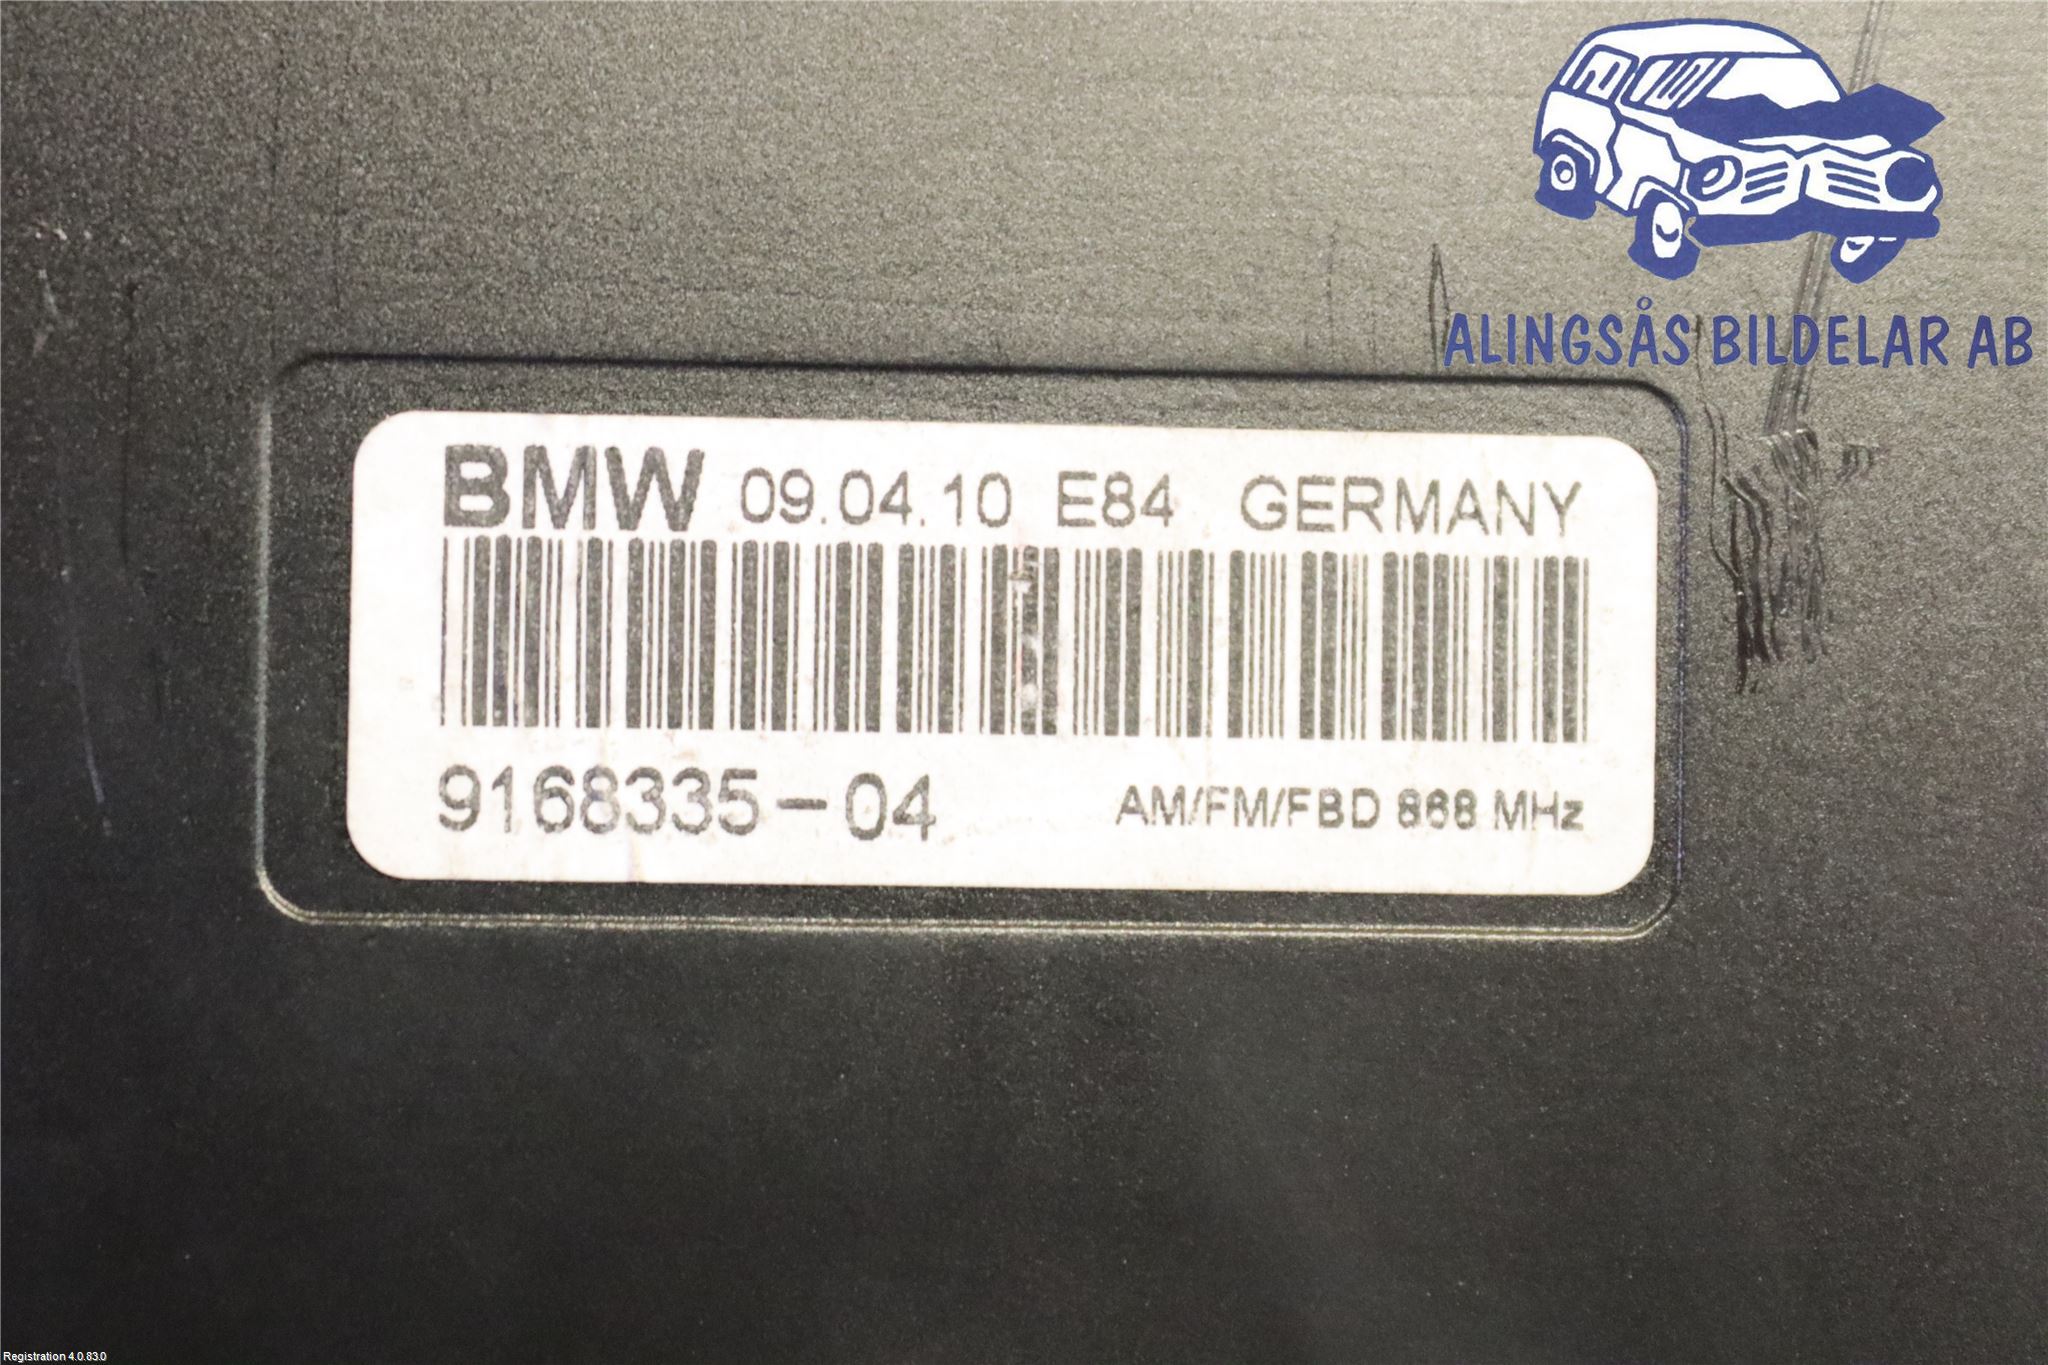 ALINGSÅS BILDELAR AB
BMW 09.04.10 E84 GERMANY
9168335-04 AM/FM/FBD 868 MHz
Registration 4.0.83.0